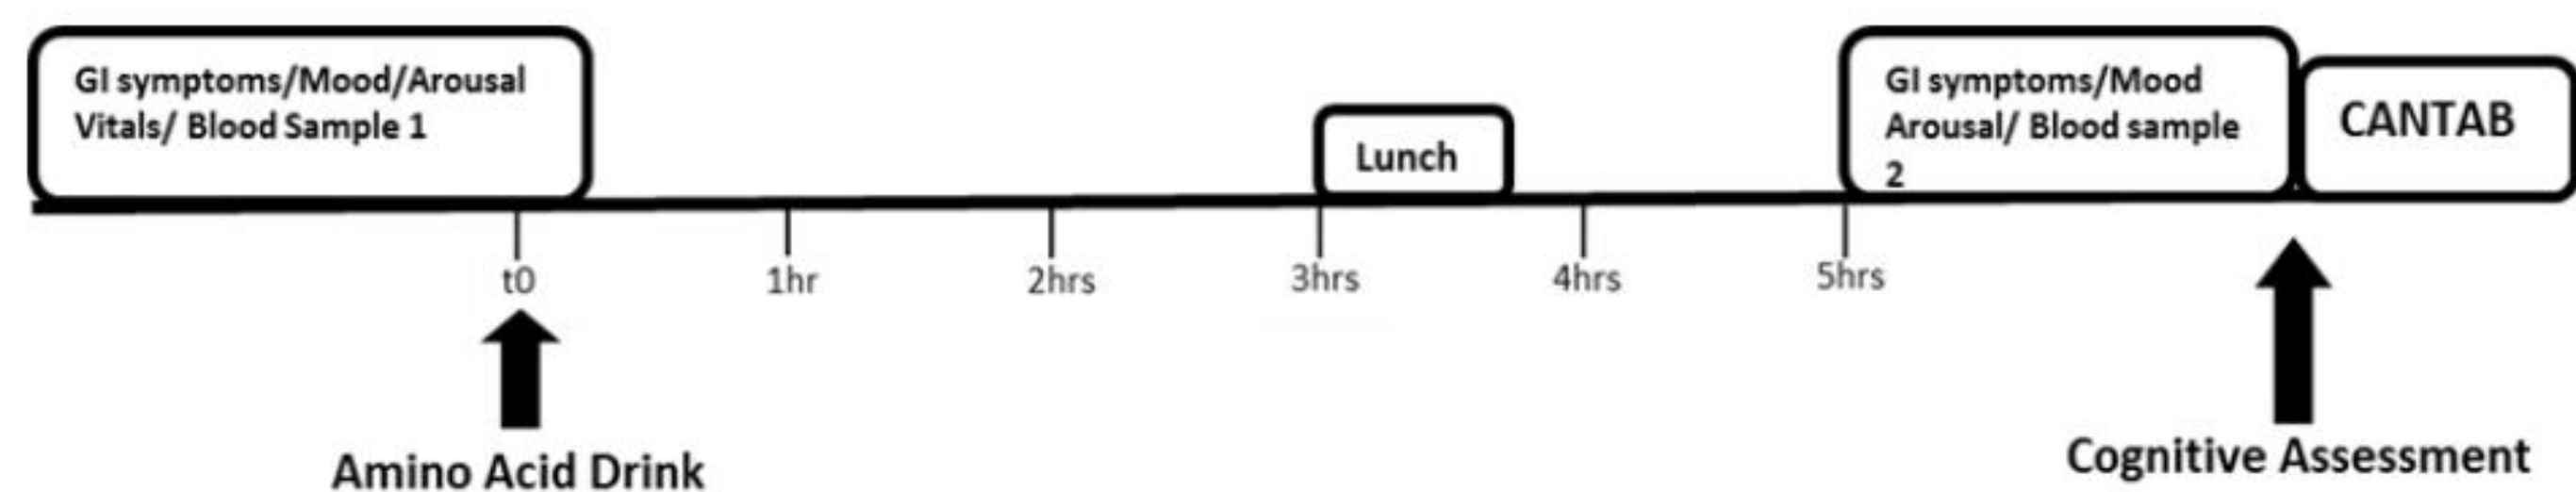 GI symptoms/Mood/Arousal
Vitals/ Blood Sample 1
Lunch
GI symptoms/Mood
Arousal/ Blood sample
2
CANTAB
t0
1hr
2hrs
3hrs
4hrs
5hrs
Amino Acid Drink
Cognitive Assessment